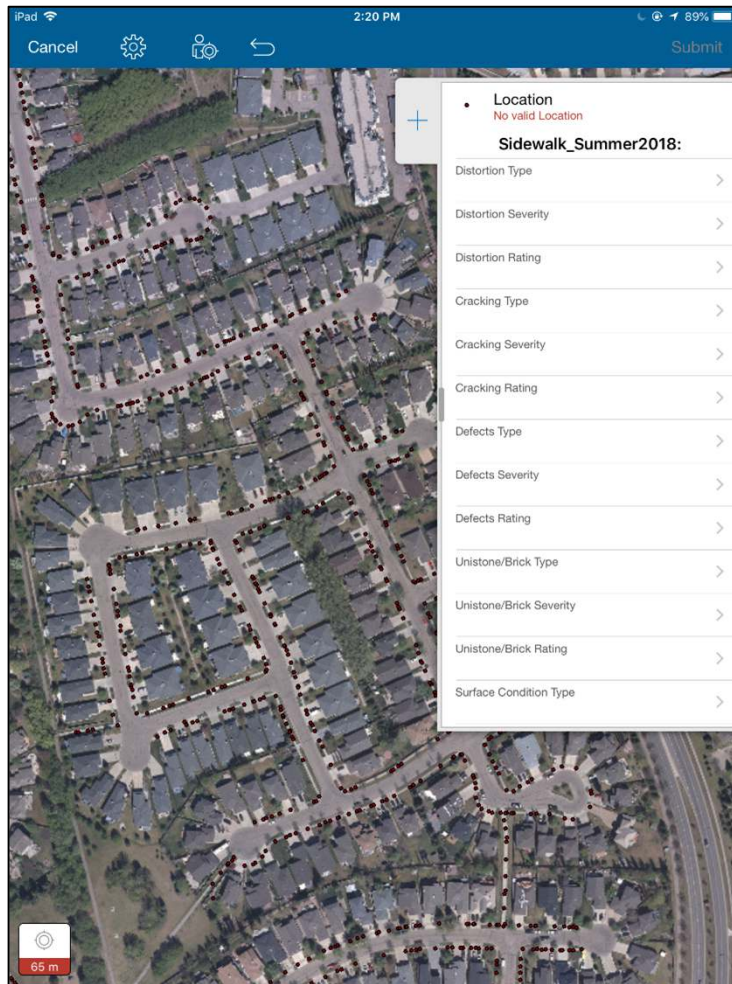 iPad 2:20 PM 89%
Cancel Submit
+
Location
No valid Location
Sidewalk_Summer2018:
Distortion Type
Distortion Severity
Distortion Rating
Cracking Type
Cracking Severity
Cracking Rating
Defects Type
Defects Severity
Defects Rating
Unistone/Brick Type
Unistone/Brick Severity
Unistone/Brick Rating
Surface Condition Type
65 m